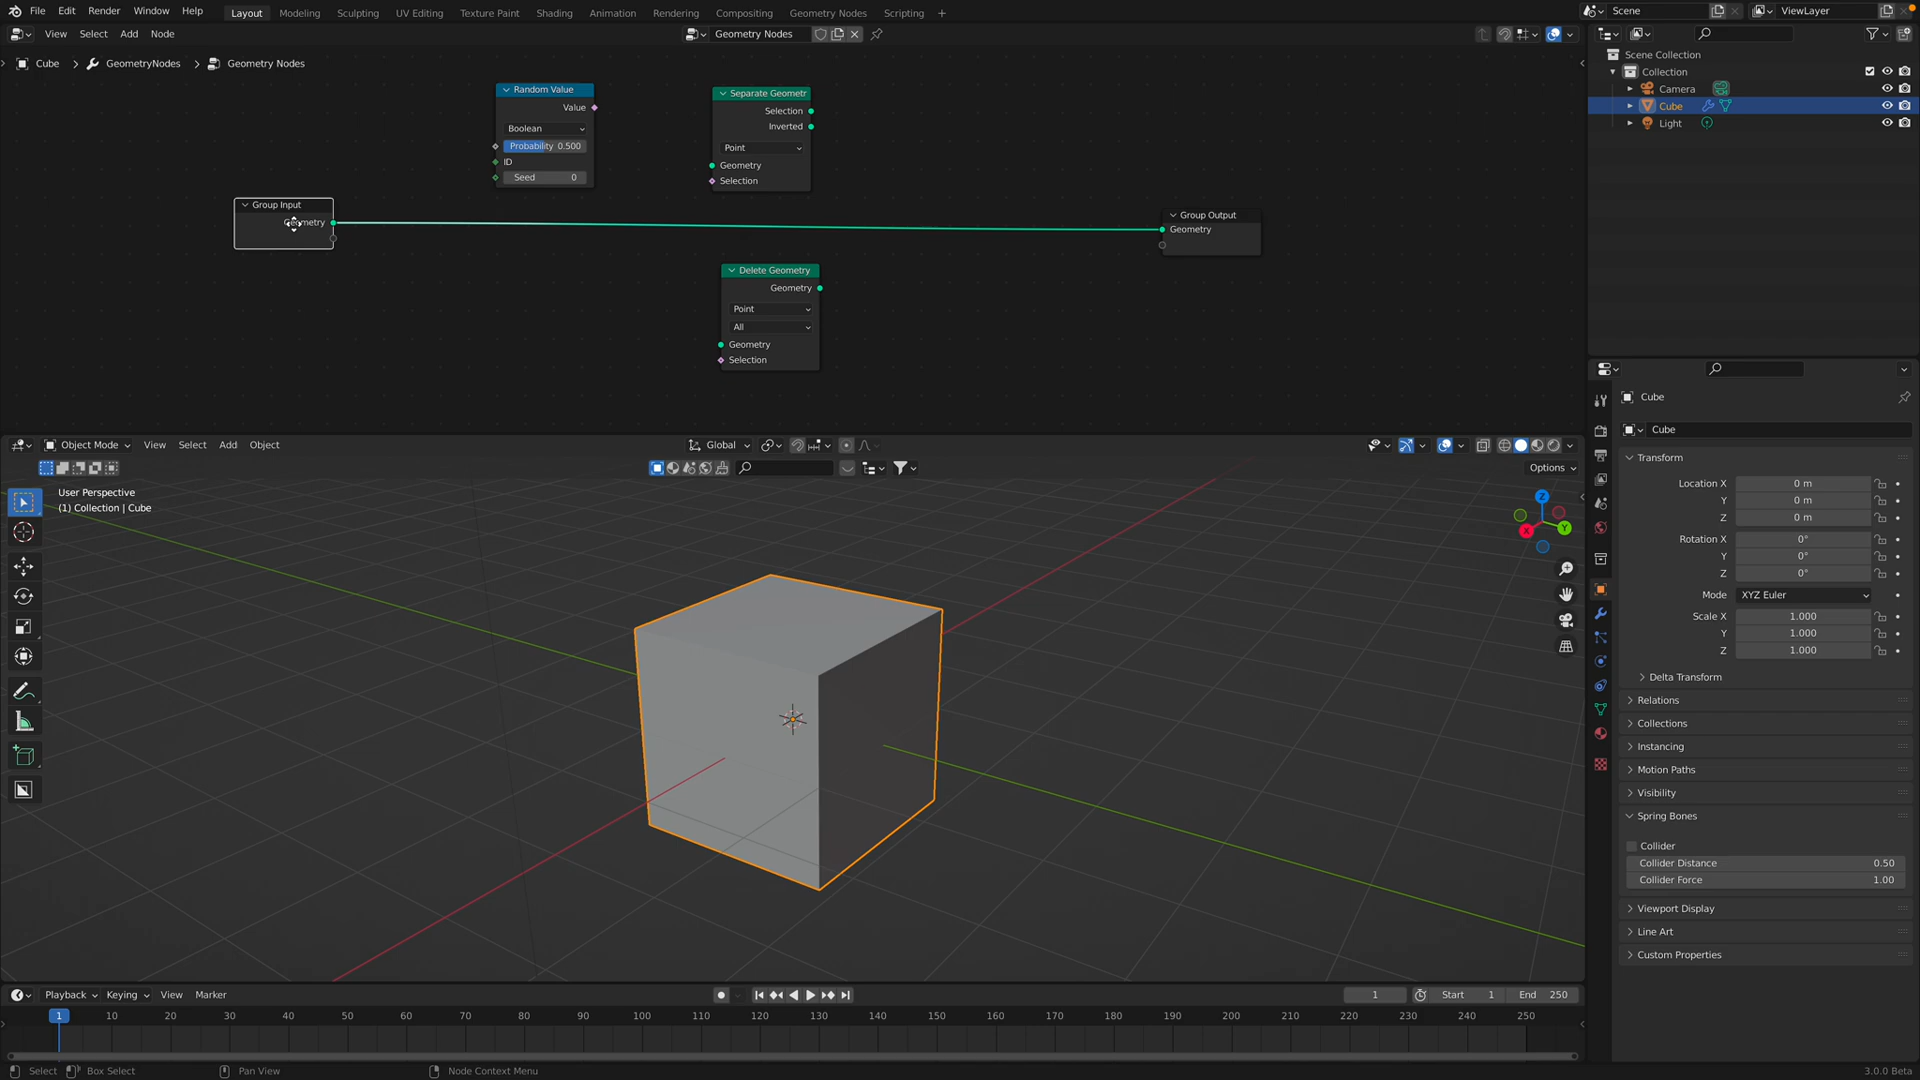 File Edit Render Window Help Layout Modeling Sculpting UV Editing Texture Paint Shading Animation Rendering Compositing Geometry Nodes Scripting + Scene ViewLayer
View Select Add Node Geometry Nodes
Cube > GeometryNodes > Geometry Nodes
Random Value
Value
Boolean
Probability 0.500
ID
Seed 0
Separate Geometr
Selection
Inverted
Point
Geometry
Selection
Group Input
Geometry
Group Output
Geometry
Delete Geometry
Geometry
Point
All
Geometry
Selection
Scene Collection
Collection
Camera
Cube
Light
Object Mode View Select Add Object Global
Options
User Perspective
(1) Collection | Cube
Z
Y
X
Cube
Cube
Transform
Location X 0 m
Y 0 m
Z 0 m
Rotation X 0°
Y 0°
Z 0°
Mode XYZ Euler
Scale X 1.000
Y 1.000
Z 1.000
Delta Transform
Relations
Collections
Instancing
Motion Paths
Visibility
Spring Bones
Collider
Collider Distance 0.50
Collider Force 1.00
Viewport Display
Line Art
Custom Properties
Playback Keying View Marker 1 Start 1 End 250
1 10 20 30 40 50 60 70 80 90 100 110 120 130 140 150 160 170 180 190 200 210 220 230 240 250
Select Box Select Pan View Node Context Menu 3.0.0 Beta